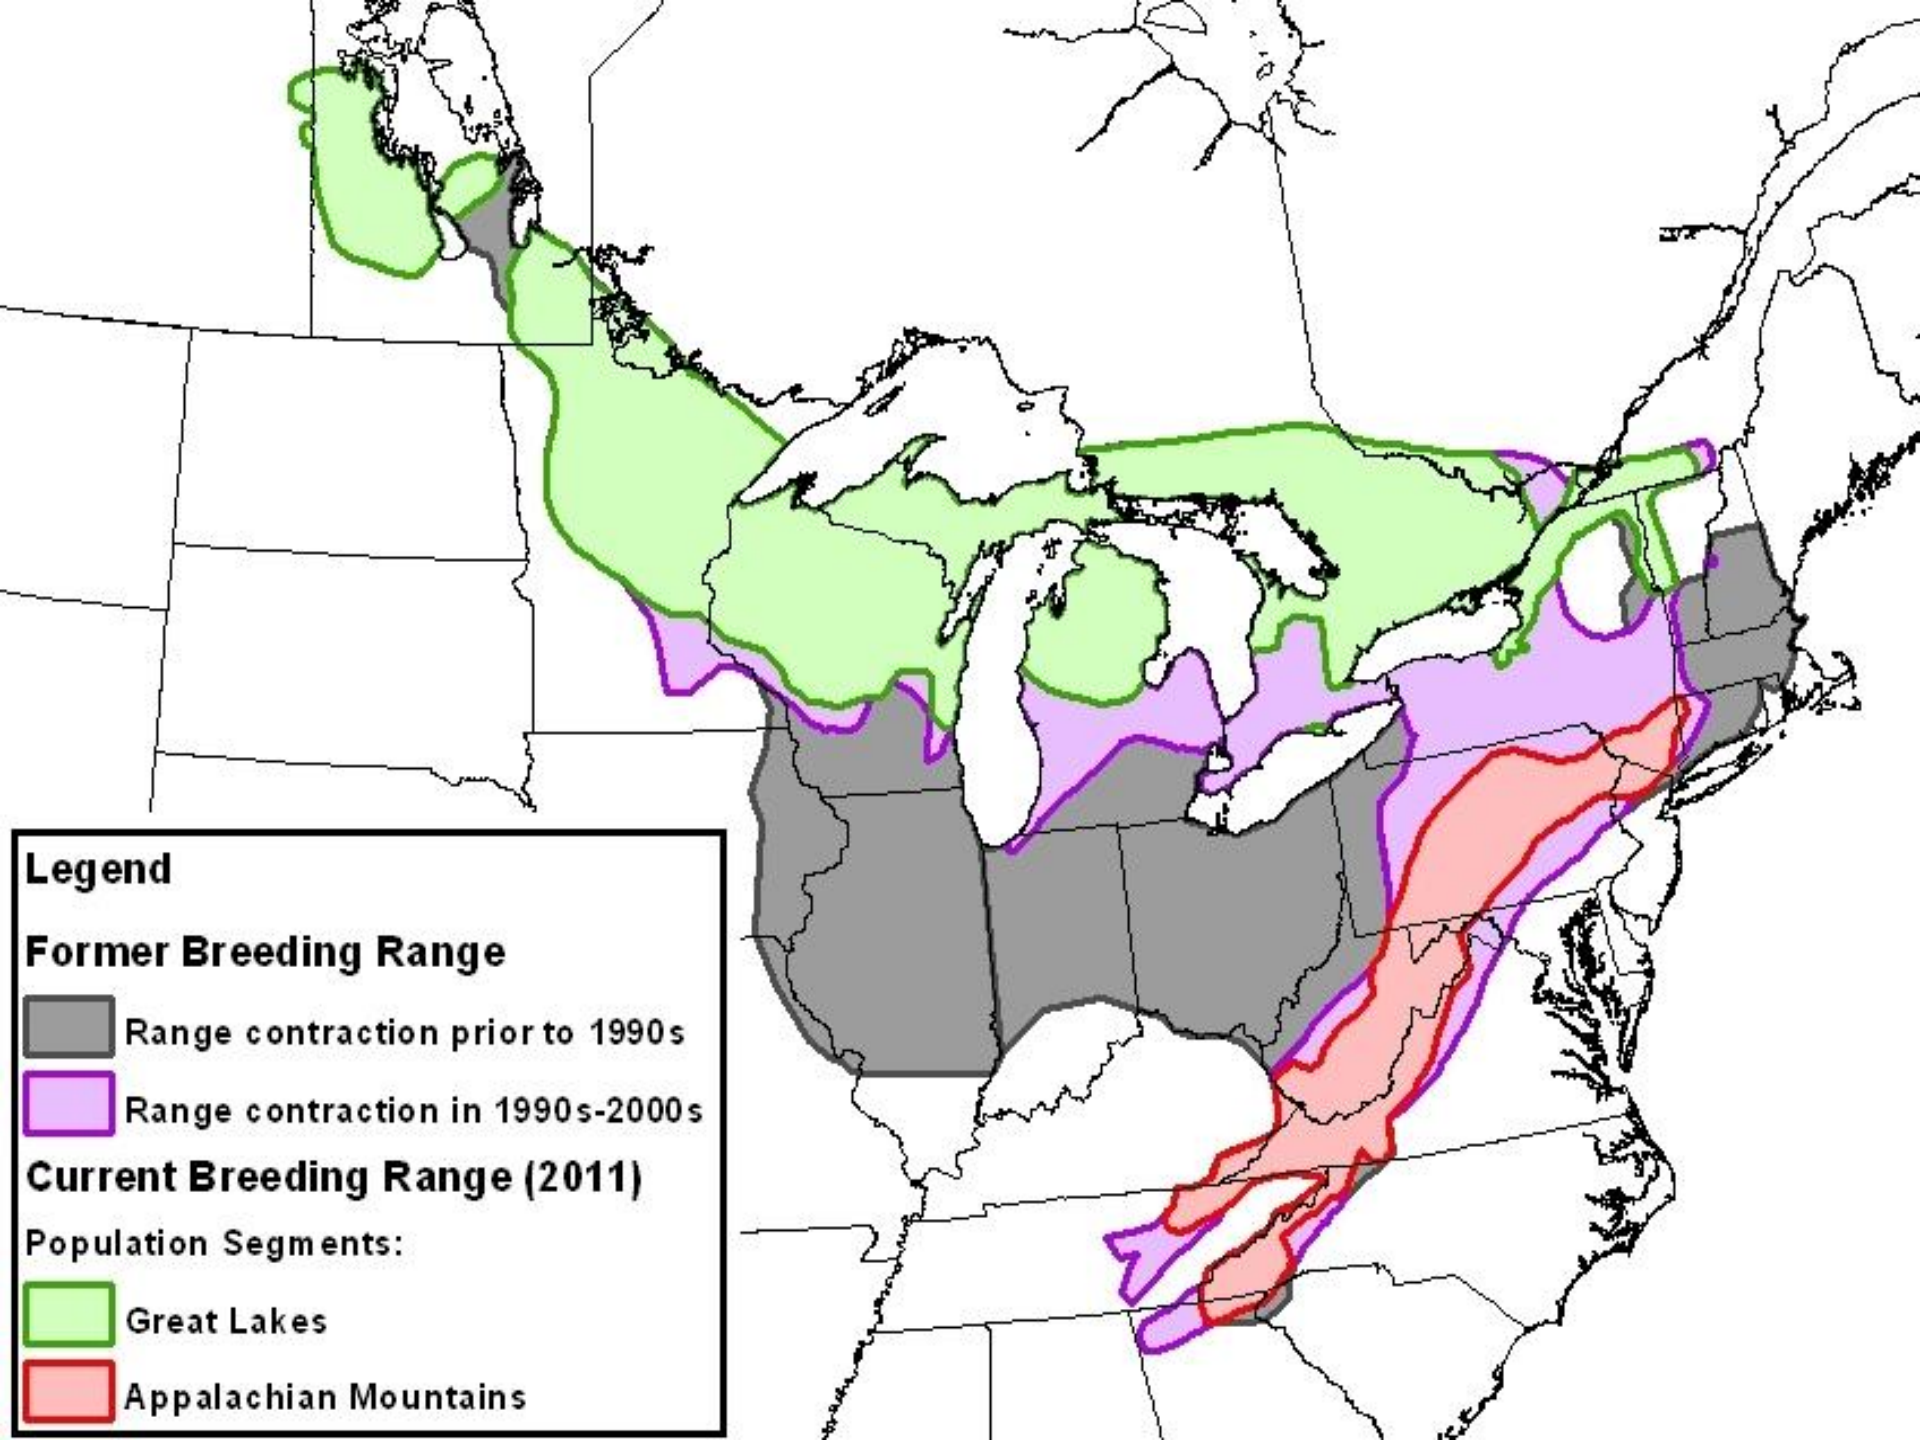 Legend
Former Breeding Range
Range contraction prior to 1990s
Range contraction in 1990s-2000s
Current Breeding Range (2011)
Population Segments:
Great Lakes
Appalachian Mountains